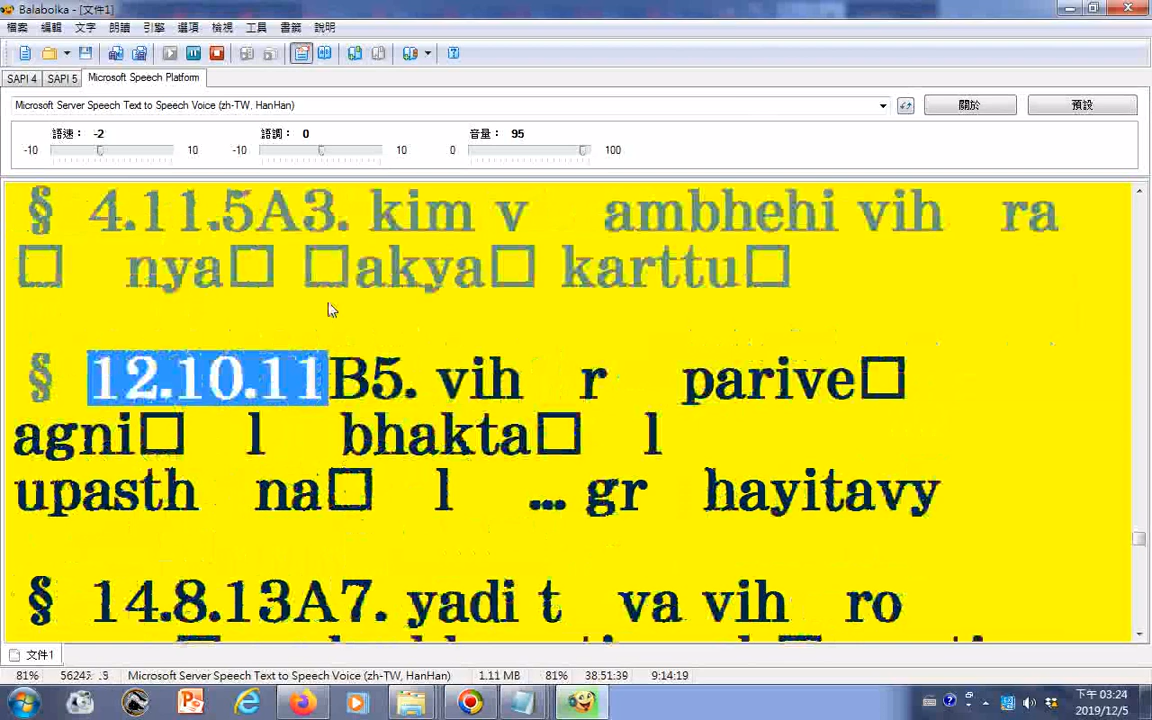 Balabolka - [文件1]
檔案 編輯 文字 朗讀 引擎 選項 檢視 工具 書籤 說明
SAPI 4 SAPI 5 Microsoft Speech Platform
Microsoft Server Speech Text to Speech Voice (zh-TW, HanHan) 關於 預設
語速： -2 語調： 0 音量： 95
-10 10 -10 10 0 100
§ 4.11.5A3. kim v ambhehi vih ra
□ nya□ □akya□ karttu□
§ 12.10.11B5. vih r parive□
agni□ l bhakta□ l
upasth na□ l ... gr hayitavy
§ 14.8.13A7. yadi t va vih ro
文件1
81% Microsoft Server Speech Text to Speech Voice (zh-TW, HanHan) 1.11 MB 81% 38:51:39 9:14:19
下午 03:24
2019/12/5